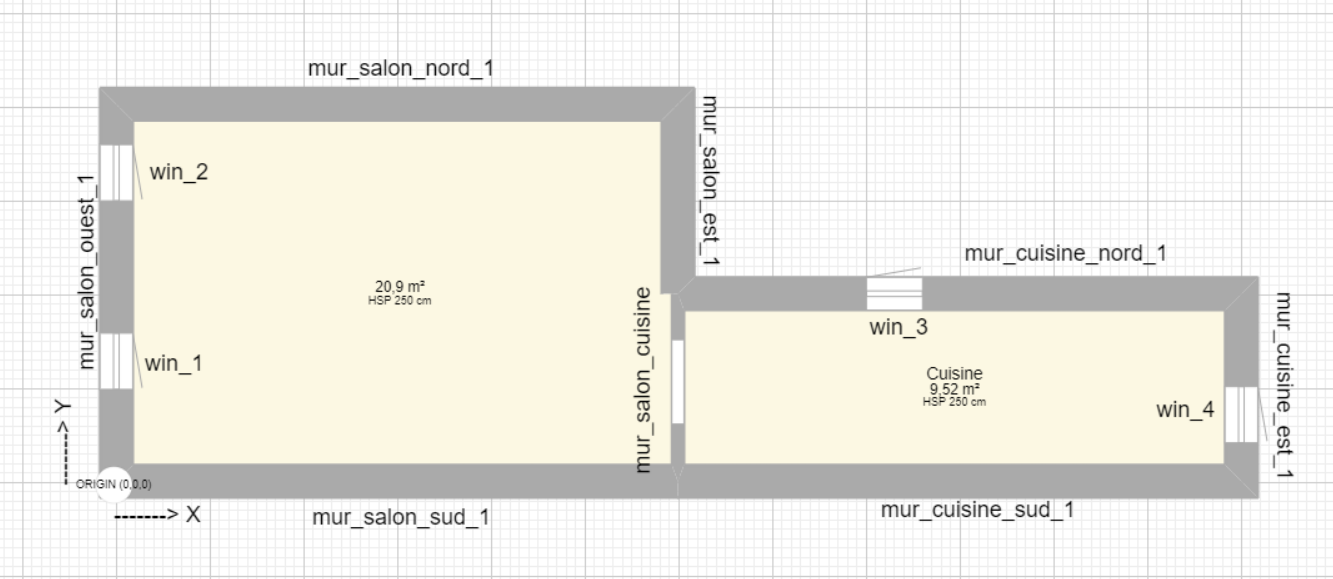 mur_salon_nord_1
mur_salon_est_1
win_2
mur_salon_ouest_1
mur_cuisine_nord_1
20,9 m²
HSP 250 cm
mur_salon_cuisine
win_3
mur_cuisine_est_1
win_1
Cuisine
9,52 m²
HSP 250 cm
win_4
-------> Y
ORIGIN (0,0,0)
-------> X
mur_salon_sud_1
mur_cuisine_sud_1